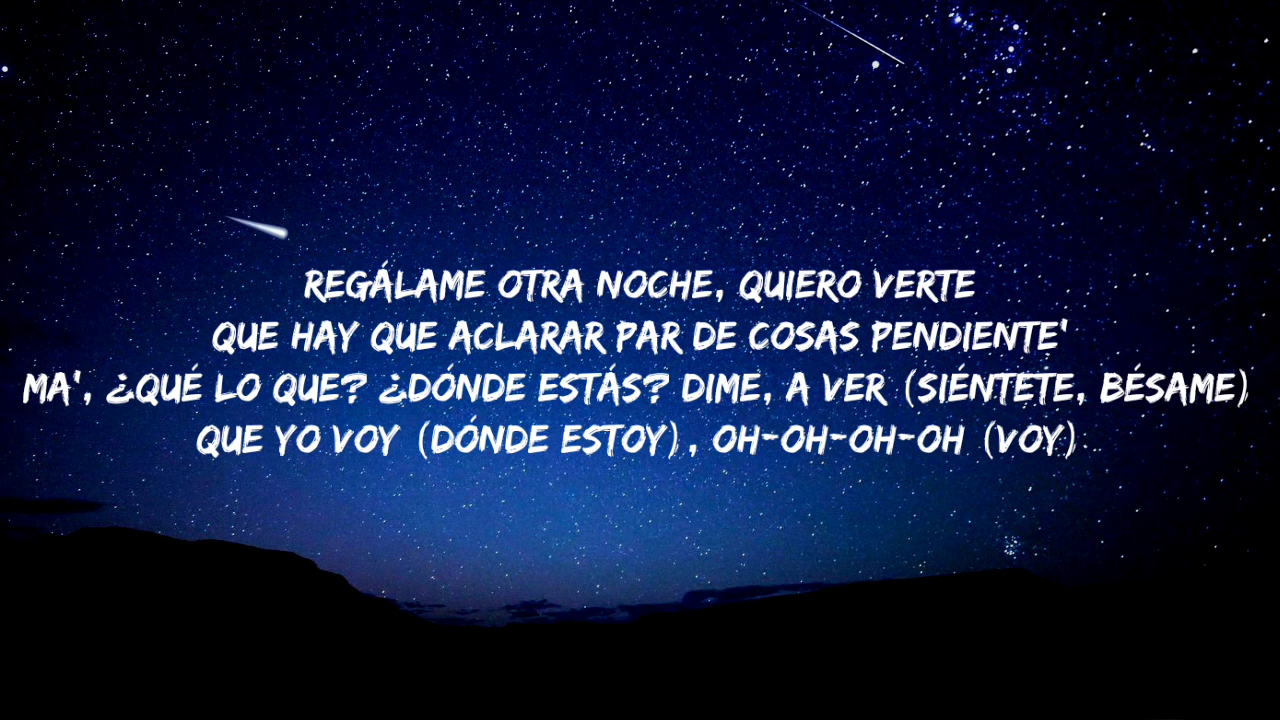 REGÁLAME OTRA NOCHE, QUIERO VERTE
QUE HAY QUE ACLARAR PAR DE COSAS PENDIENTE'
MA', ¿QUÉ LO QUE? ¿DÓNDE ESTÁS? DIME, A VER (SIÉNTETE, BÉSAME)
QUE YO VOY (DÓNDE ESTOY), OH-OH-OH-OH (VOY)